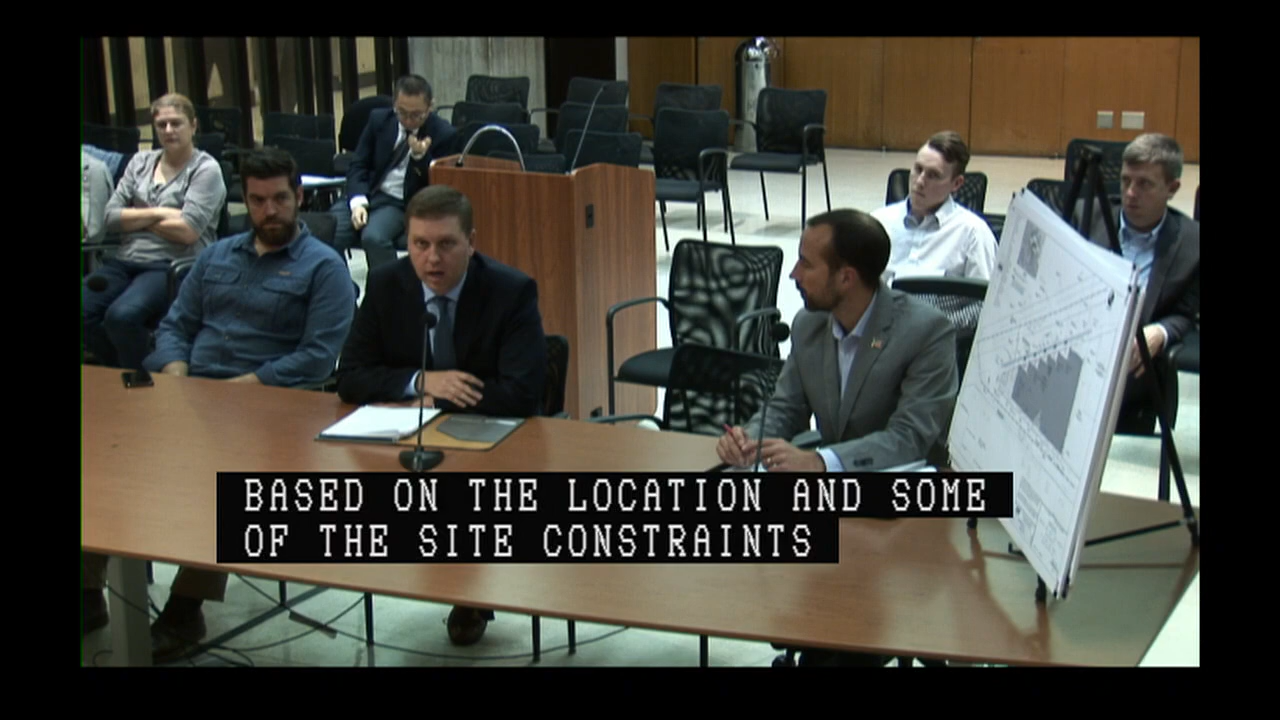 BASED ON THE LOCATION AND SOME
OF THE SITE CONSTRAINTS